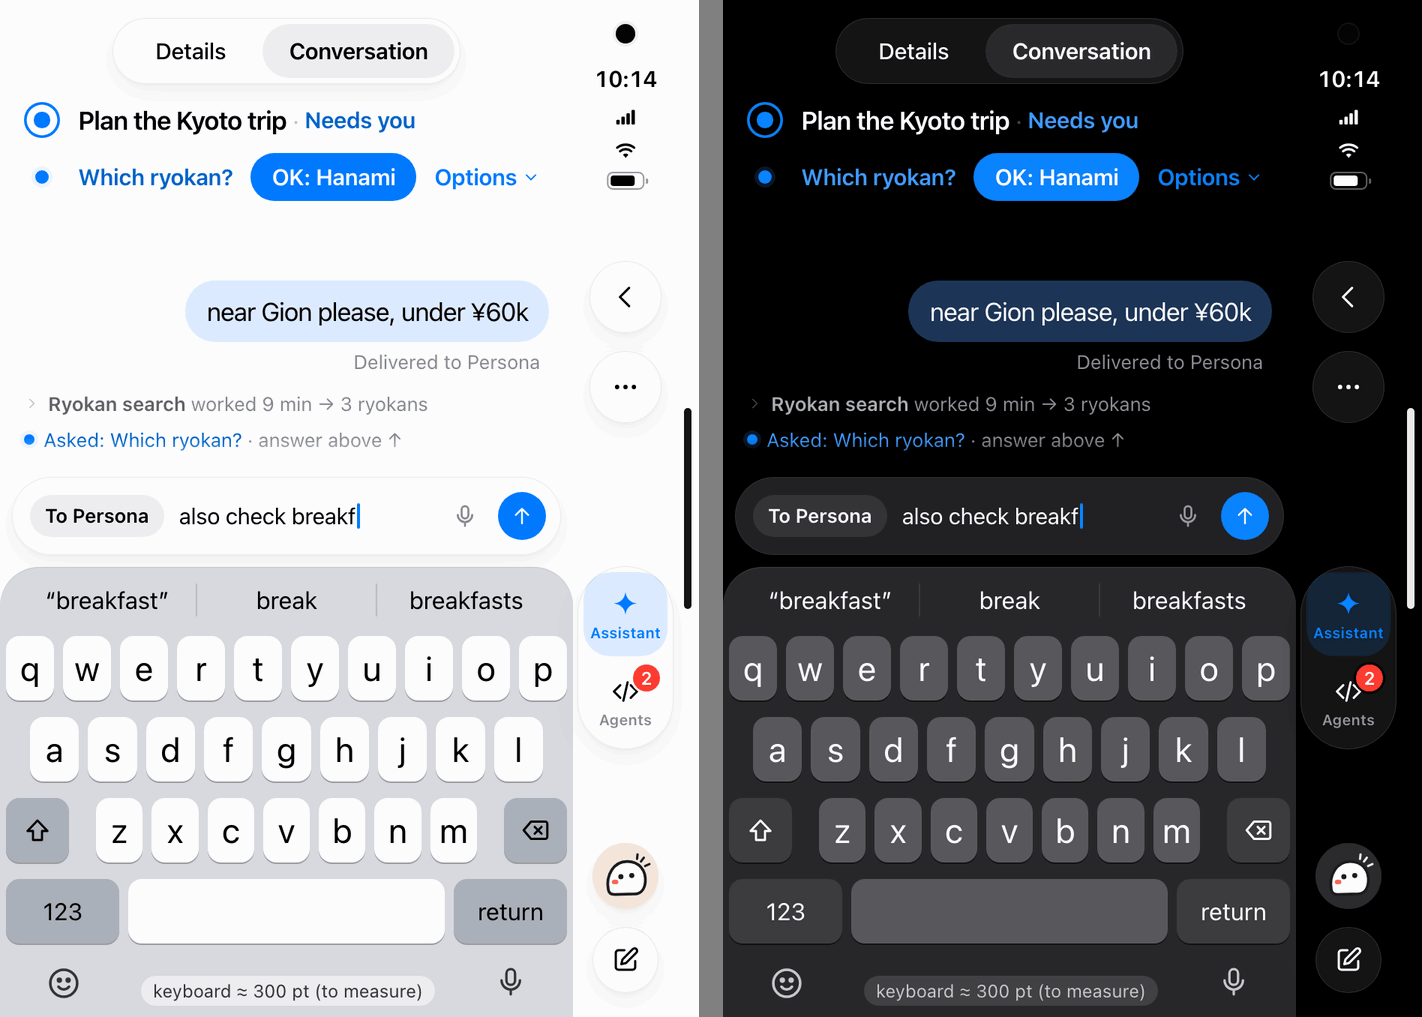 Details Conversation
10:14
Plan the Kyoto trip · Needs you
Which ryokan? OK: Hanami Options
near Gion please, under ¥60k
Delivered to Persona
Ryokan search worked 9 min → 3 ryokans
Asked: Which ryokan? · answer above ↑
To Persona also check breakf
“breakfast” break breakfasts
Assistant
q w e r t y u i o p
2
Agents
a s d f g h j k l
z x c v b n m
123 return
keyboard ≈ 300 pt (to measure)
Details Conversation
10:14
Plan the Kyoto trip · Needs you
Which ryokan? OK: Hanami Options
near Gion please, under ¥60k
Delivered to Persona
Ryokan search worked 9 min → 3 ryokans
Asked: Which ryokan? · answer above ↑
To Persona also check breakf
“breakfast” break breakfasts
Assistant
q w e r t y u i o p
2
Agents
a s d f g h j k l
z x c v b n m
123 return
keyboard ≈ 300 pt (to measure)